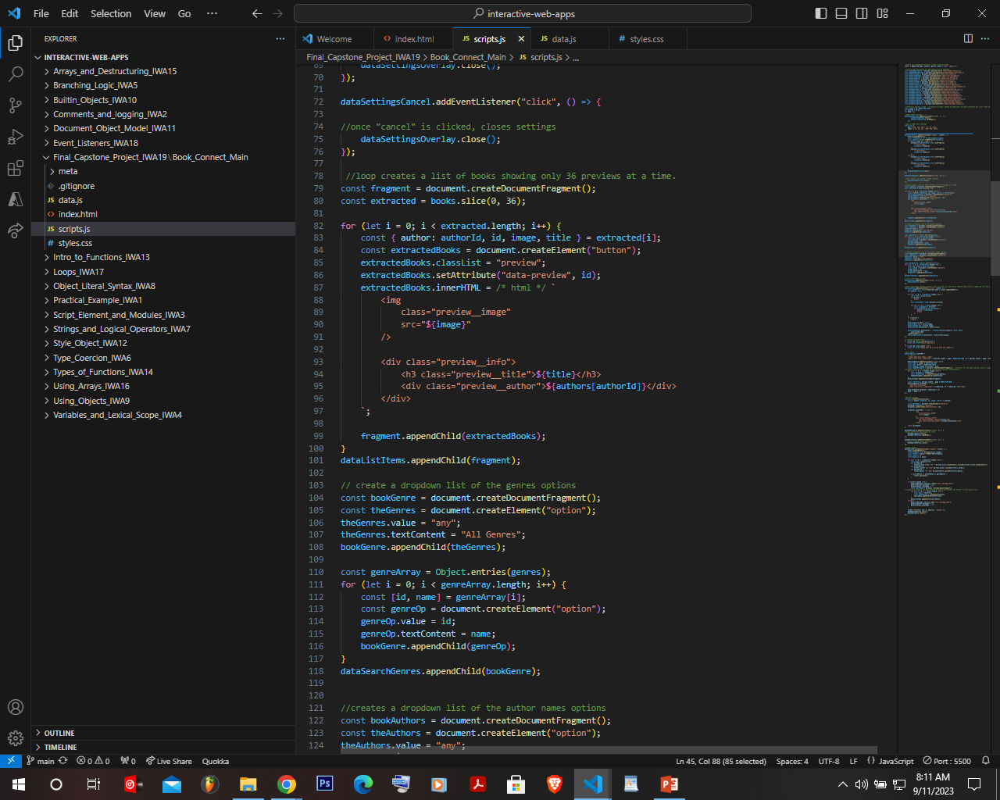 File Edit Selection View Go ··· interactive-web-apps
EXPLORER ···
INTERACTIVE-WEB-APPS
Arrays_and_Destructuring_IWA15
Branching_Logic_IWA5
Builtin_Objects_IWA10
Comments_and_logging_IWA2
Document_Object_Model_IWA11
Event_Listeners_IWA18
Final_Capstone_Project_IWA19\Book_Connect_Main
meta
.gitignore
JS data.js
<> index.html
JS scripts.js
# styles.css
Intro_to_Functions_IWA13
Loops_IWA17
Object_Literal_Syntax_IWA8
Practical_Example_IWA1
Script_Element_and_Modules_IWA3
Strings_and_Logical_Operators_IWA7
Style_Object_IWA12
Type_Coercion_IWA6
Types_of_Functions_IWA14
Using_Arrays_IWA16
Using_Objects_IWA9
Variables_and_Lexical_Scope_IWA4
OUTLINE
TIMELINE
Welcome <> index.html JS scripts.js JS data.js # styles.css
Final_Capstone_Project_IWA19 > Book_Connect_Main > JS scripts.js > ...
69 dataSettingsOverlay.close();
70 });
71
72 dataSettingsCancel.addEventListener("click", () => {
73
74 //once "cancel" is clicked, closes settings
75 dataSettingsOverlay.close();
76 });
77
78 //loop creates a list of books showing only 36 previews at a time.
79 const fragment = document.createDocumentFragment();
80 const extracted = books.slice(0, 36);
81
82 for (let i = 0; i < extracted.length; i++) {
83 const { author: authorId, id, image, title } = extracted[i];
84 const extractedBooks = document.createElement("button");
85 extractedBooks.classList = "preview";
86 extractedBooks.setAttribute("data-preview", id);
87 extractedBooks.innerHTML = /* html */ `
88 <img
89 class="preview__image"
90 src="${image}"
91 />
92
93 <div class="preview__info">
94 <h3 class="preview__title">${title}</h3>
95 <div class="preview__author">${authors[authorId]}</div>
96 </div>
97 `;
98
99 fragment.appendChild(extractedBooks);
100 }
101 dataListItems.appendChild(fragment);
102
103 // create a dropdown list of the genres options
104 const bookGenre = document.createDocumentFragment();
105 const theGenres = document.createElement("option");
106 theGenres.value = "any";
107 theGenres.textContent = "All Genres";
108 bookGenre.appendChild(theGenres);
109
110 const genreArray = Object.entries(genres);
111 for (let i = 0; i < genreArray.length; i++) {
112 const [id, name] = genreArray[i];
113 const genreOp = document.createElement("option");
114 genreOp.value = id;
115 genreOp.textContent = name;
116 bookGenre.appendChild(genreOp);
117 }
118 dataSearchGenres.appendChild(bookGenre);
119
120
121 //creates a dropdown list of the author names options
122 const bookAuthors = document.createDocumentFragment();
123 const theAuthors = document.createElement("option");
124 theAuthors.value = "any";
main 0 0 0 Live Share Quokka Ln 45, Col 88 (85 selected) Spaces: 4 UTF-8 LF {} JavaScript Port : 5500
Ps
8:11 AM
9/11/2023